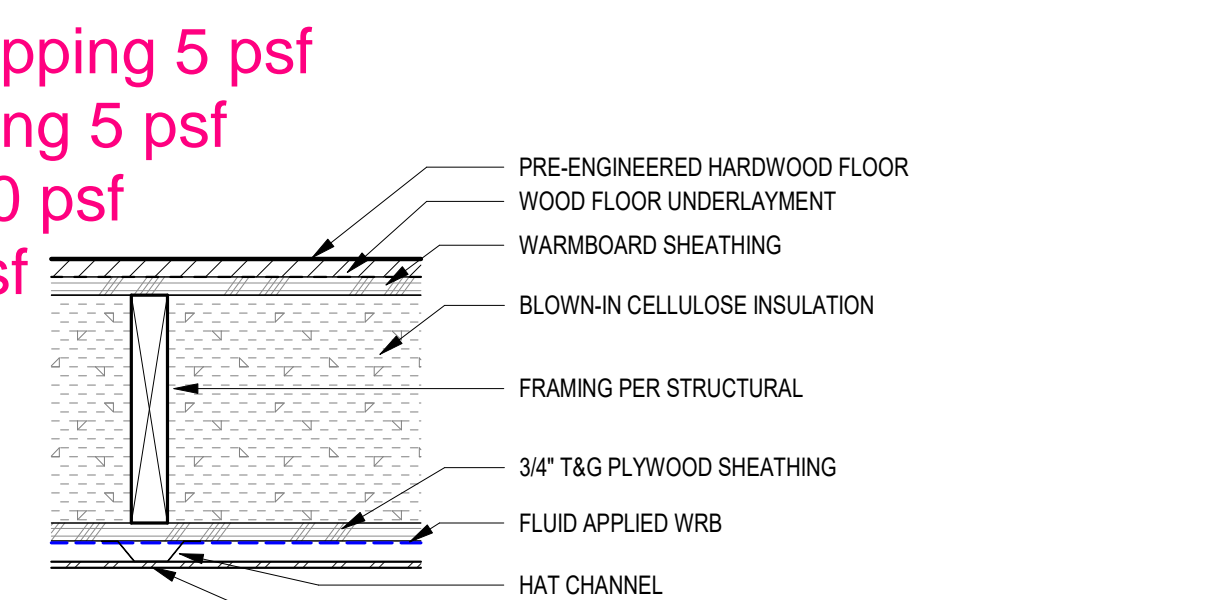 pping 5 psf
ng 5 psf
0 psf
sf
PRE-ENGINEERED HARDWOOD FLOOR
WOOD FLOOR UNDERLAYMENT
WARMBOARD SHEATHING
BLOWN-IN CELLULOSE INSULATION
FRAMING PER STRUCTURAL
3/4" T&G PLYWOOD SHEATHING
FLUID APPLIED WRB
HAT CHANNEL